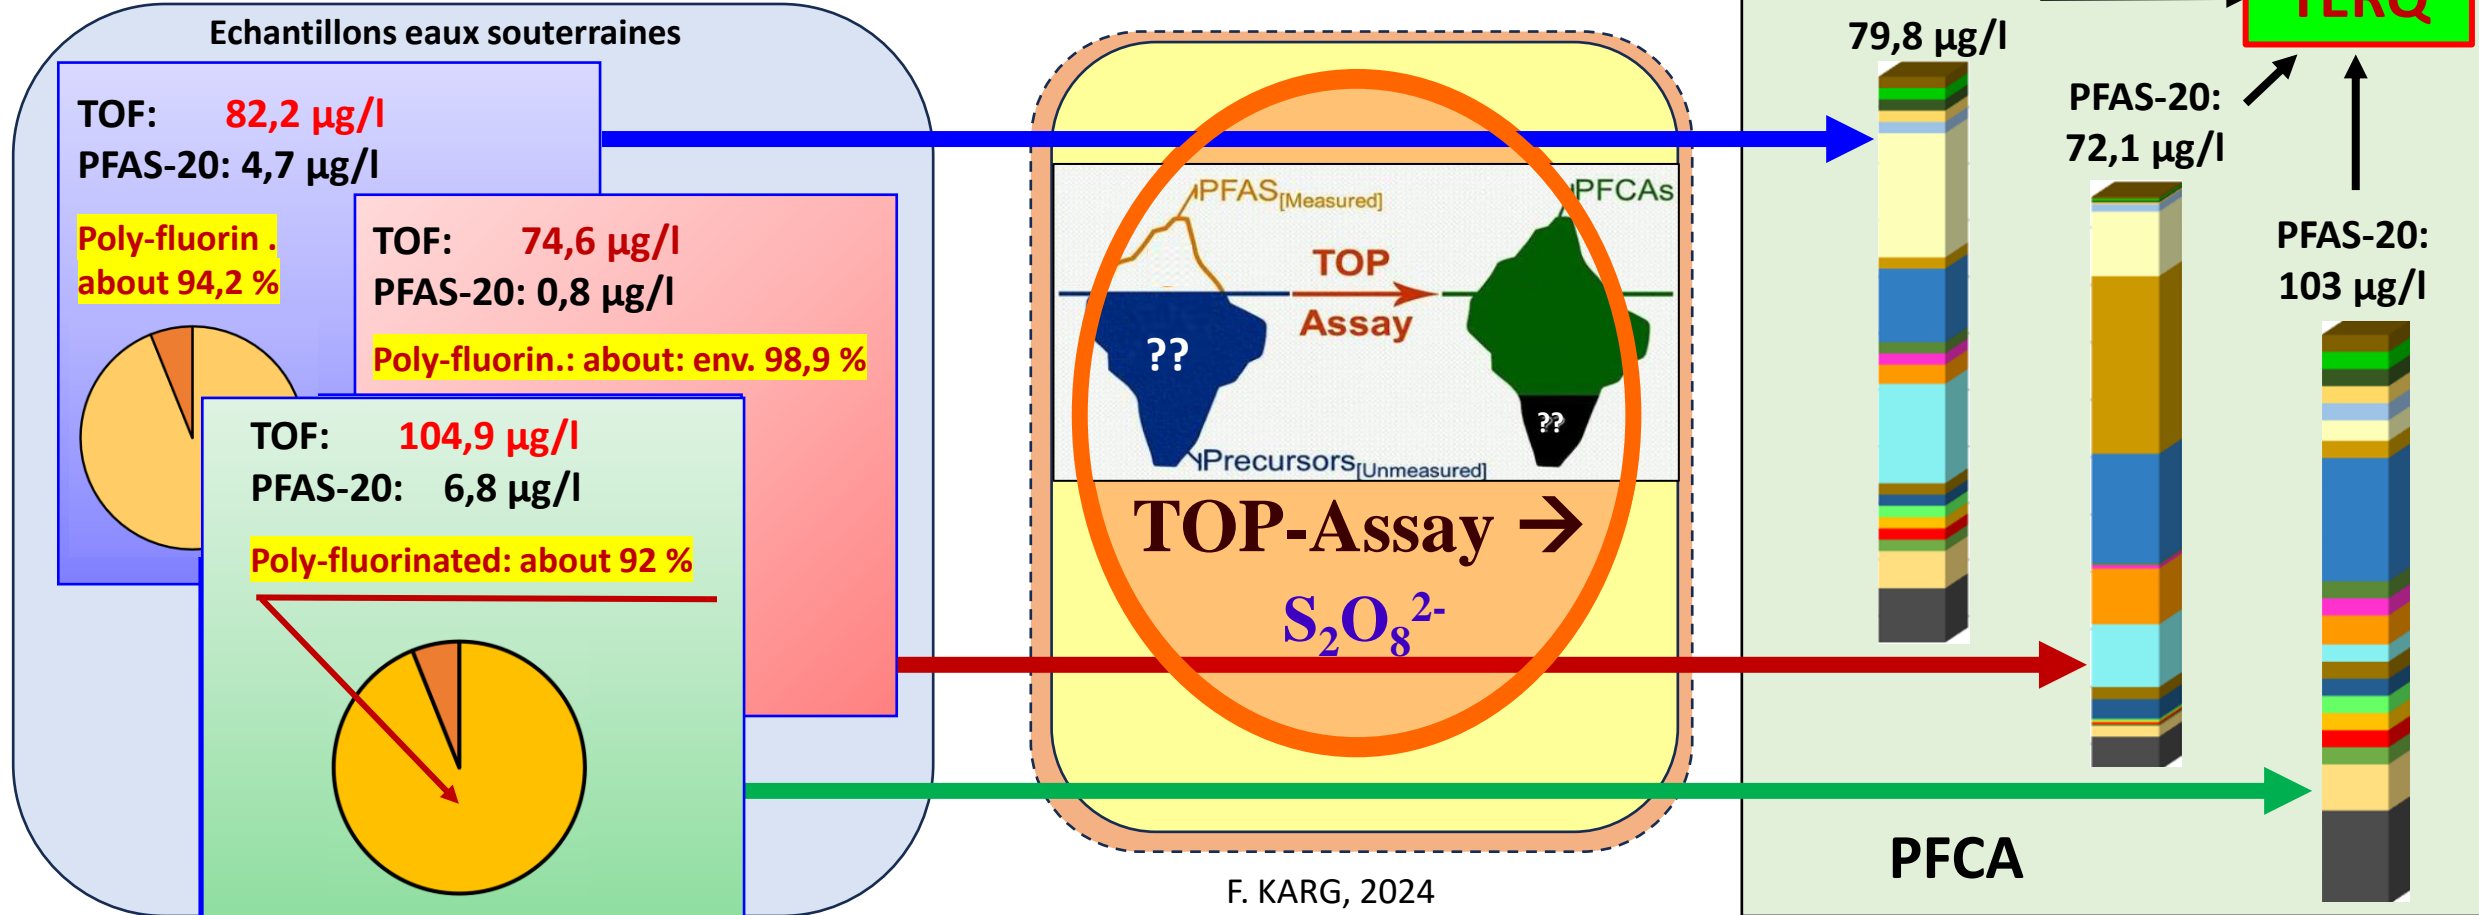 Echantillons eaux souterraines
TOF: 82,2 µg/l
PFAS-20: 4,7 µg/l
Poly-fluorin .
about 94,2 %
TOF: 74,6 µg/l
PFAS-20: 0,8 µg/l
Poly-fluorin.: about: env. 98,9 %
TOF: 104,9 µg/l
PFAS-20: 6,8 µg/l
Poly-fluorinated: about 92 %
PFAS[Measured]
PFCAs
TOP
Assay
??
??
Precursors[Unmeasured]
TOP-Assay →
S₂O₈²⁻
F. KARG, 2024
TERQ
79,8 µg/l
PFAS-20:
72,1 µg/l
PFAS-20:
103 µg/l
PFCA